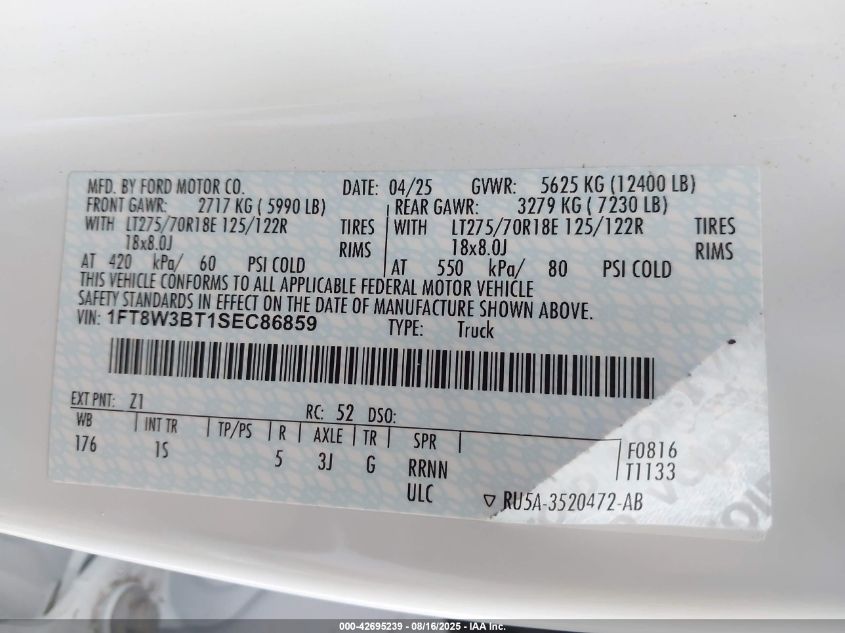 MFD. BY FORD MOTOR CO. DATE: 04/25 GVWR: 5625 KG (12400 LB)
FRONT GAWR: 2717 KG ( 5990 LB) REAR GAWR: 3279 KG ( 7230 LB)
WITH LT275/70R18E 125/122R TIRES WITH LT275/70R18E 125/122R TIRES
18x8.0J RIMS 18x8.0J RIMS
AT 420 kPa/ 60 PSI COLD AT 550 kPa/ 80 PSI COLD
THIS VEHICLE CONFORMS TO ALL APPLICABLE FEDERAL MOTOR VEHICLE
SAFETY STANDARDS IN EFFECT ON THE DATE OF MANUFACTURE SHOWN ABOVE.
VIN: 1FT8W3BT1SEC86859 TYPE: Truck
EXT PNT: Z1 RC: 52 DSO:
WB INT TR TP/PS R AXLE TR SPR
176 1S 5 3J G RRNN F0816
ULC T1133
RU5A-3520472-AB
000-42695239 - 08/16/2025 - IAA Inc.